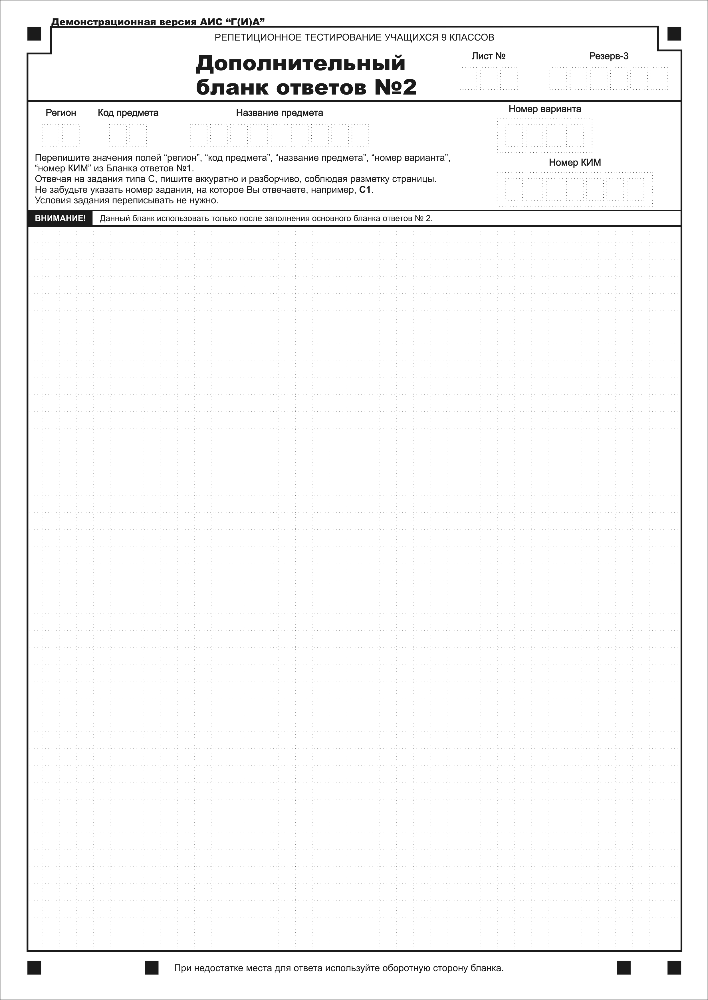 Демонстрационная версия АИС “Г(И)А”
РЕПЕТИЦИОННОЕ ТЕСТИРОВАНИЕ УЧАЩИХСЯ 9 КЛАССОВ
Дополнительный
бланк ответов №2
Лист №
Резерв-3
Регион
Код предмета
Название предмета
Номер варианта
Перепишите значения полей “регион”, “код предмета”, “название предмета”, “номер варианта”,
“номер КИМ” из Бланка ответов №1.
Отвечая на задания типа С, пишите аккуратно и разборчиво, соблюдая разметку страницы.
Не забудьте указать номер задания, на которое Вы отвечаете, например, С1.
Условия задания переписывать не нужно.
Номер КИМ
ВНИМАНИЕ! Данный бланк использовать только после заполнения основного бланка ответов № 2.
При недостатке места для ответа используйте оборотную сторону бланка.